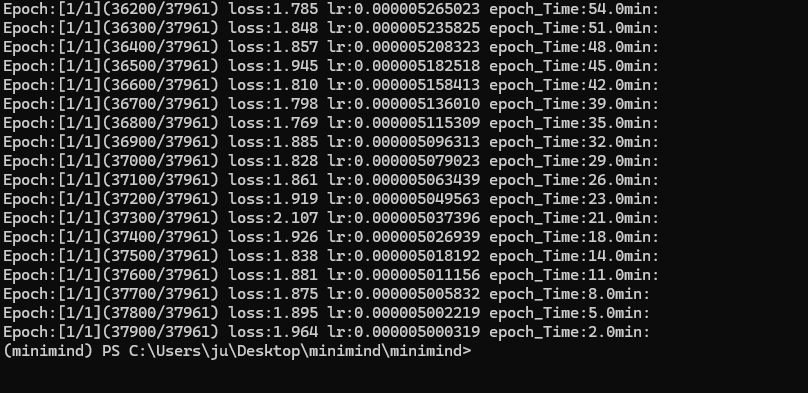 Epoch:[1/1](36200/37961) loss:1.785 lr:0.000005265023 epoch_Time:54.0min:
Epoch:[1/1](36300/37961) loss:1.848 lr:0.000005235825 epoch_Time:51.0min:
Epoch:[1/1](36400/37961) loss:1.857 lr:0.000005208323 epoch_Time:48.0min:
Epoch:[1/1](36500/37961) loss:1.945 lr:0.000005182518 epoch_Time:45.0min:
Epoch:[1/1](36600/37961) loss:1.810 lr:0.000005158413 epoch_Time:42.0min:
Epoch:[1/1](36700/37961) loss:1.798 lr:0.000005136010 epoch_Time:39.0min:
Epoch:[1/1](36800/37961) loss:1.769 lr:0.000005115309 epoch_Time:35.0min:
Epoch:[1/1](36900/37961) loss:1.885 lr:0.000005096313 epoch_Time:32.0min:
Epoch:[1/1](37000/37961) loss:1.828 lr:0.000005079023 epoch_Time:29.0min:
Epoch:[1/1](37100/37961) loss:1.861 lr:0.000005063439 epoch_Time:26.0min:
Epoch:[1/1](37200/37961) loss:1.919 lr:0.000005049563 epoch_Time:23.0min:
Epoch:[1/1](37300/37961) loss:2.107 lr:0.000005037396 epoch_Time:21.0min:
Epoch:[1/1](37400/37961) loss:1.926 lr:0.000005026939 epoch_Time:18.0min:
Epoch:[1/1](37500/37961) loss:1.838 lr:0.000005018192 epoch_Time:14.0min:
Epoch:[1/1](37600/37961) loss:1.881 lr:0.000005011156 epoch_Time:11.0min:
Epoch:[1/1](37700/37961) loss:1.875 lr:0.000005005832 epoch_Time:8.0min:
Epoch:[1/1](37800/37961) loss:1.895 lr:0.000005002219 epoch_Time:5.0min:
Epoch:[1/1](37900/37961) loss:1.964 lr:0.000005000319 epoch_Time:2.0min:
(minimind) PS C:\Users\ju\Desktop\minimind\minimind>